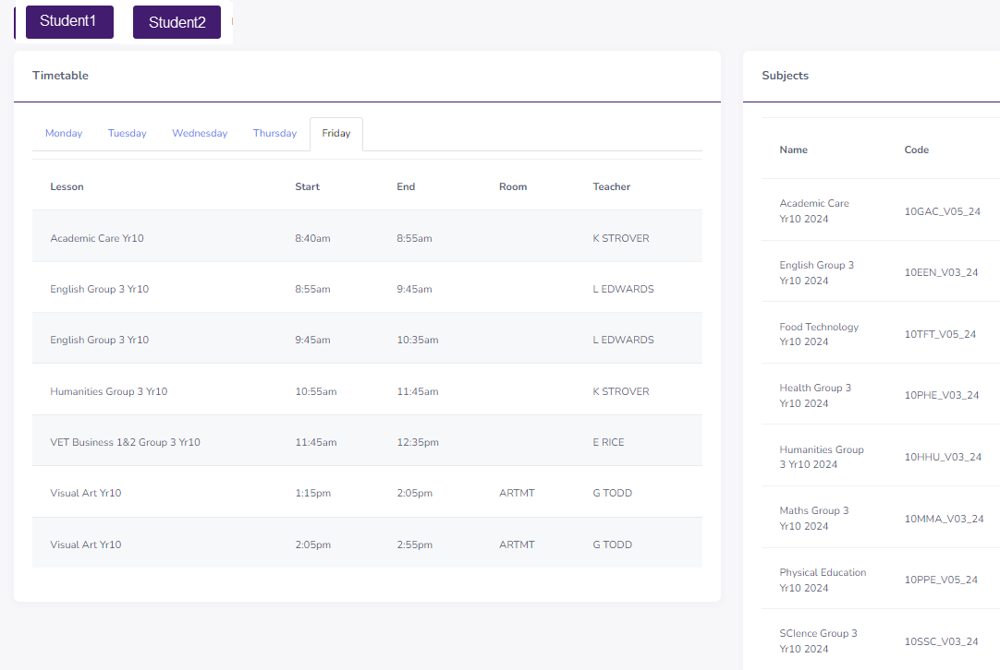 Student1 Student2
Timetable
Monday Tuesday Wednesday Thursday Friday
Lesson Start End Room Teacher
Academic Care Yr10 8:40am 8:55am K STROVER
English Group 3 Yr10 8:55am 9:45am L EDWARDS
English Group 3 Yr10 9:45am 10:35am L EDWARDS
Humanities Group 3 Yr10 10:55am 11:45am K STROVER
VET Business 1&2 Group 3 Yr10 11:45am 12:35pm E RICE
Visual Art Yr10 1:15pm 2:05pm ARTMT G TODD
Visual Art Yr10 2:05pm 2:55pm ARTMT G TODD
Subjects
Name Code
Academic Care
Yr10 2024
10GAC_V05_24
English Group 3
Yr10 2024
10EEN_V03_24
Food Technology
Yr10 2024
10TFT_V05_24
Health Group 3
Yr10 2024
10PHE_V03_24
Humanities Group
3 Yr10 2024
10HHU_V03_24
Maths Group 3
Yr10 2024
10MMA_V03_24
Physical Education
Yr10 2024
10PPE_V05_24
SCIence Group 3
Yr10 2024
10SSC_V03_24